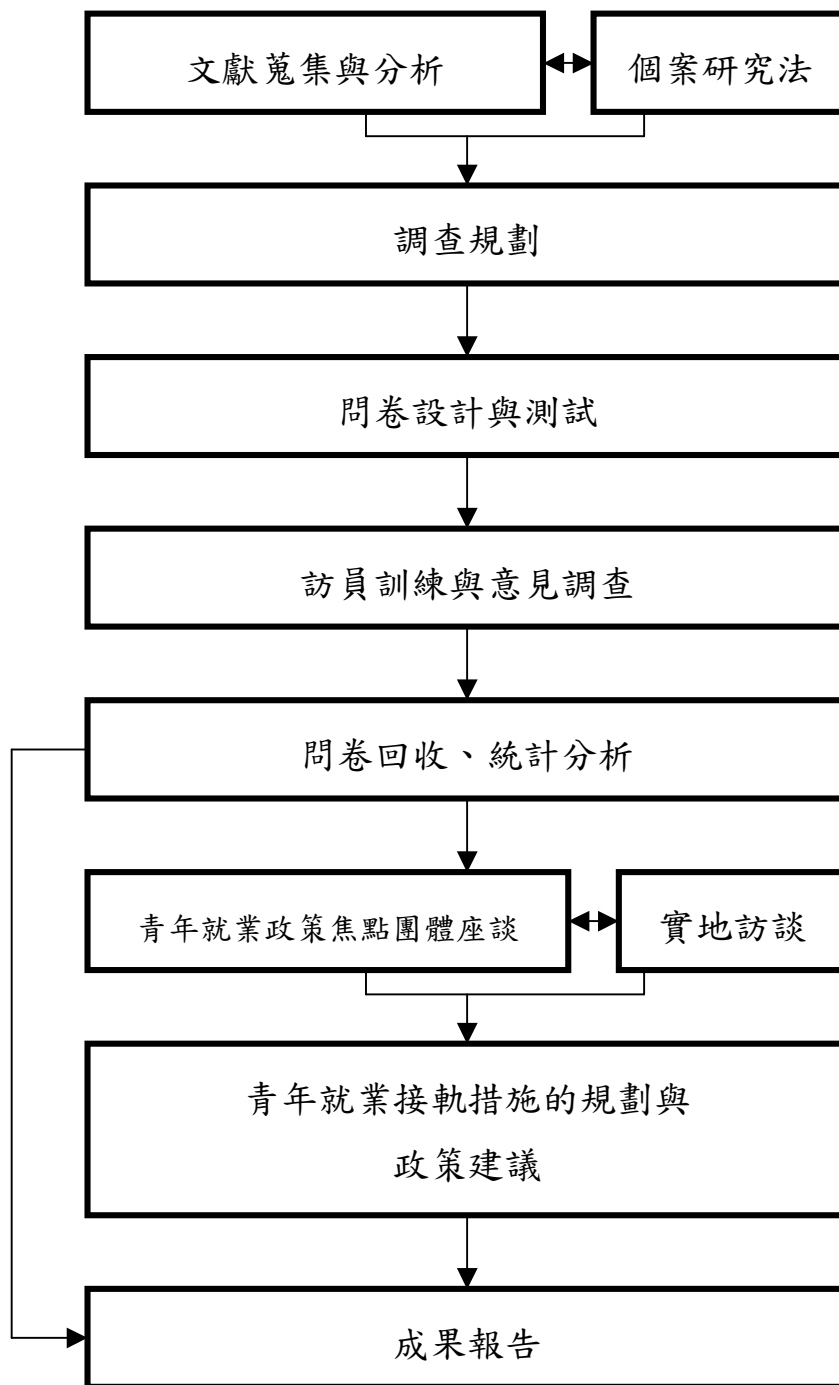 文獻蒐集與分析
個案研究法
調查規劃
問卷設計與測試
訪員訓練與意見調查
問卷回收、統計分析
青年就業政策焦點團體座談
實地訪談
青年就業接軌措施的規劃與
政策建議
成果報告